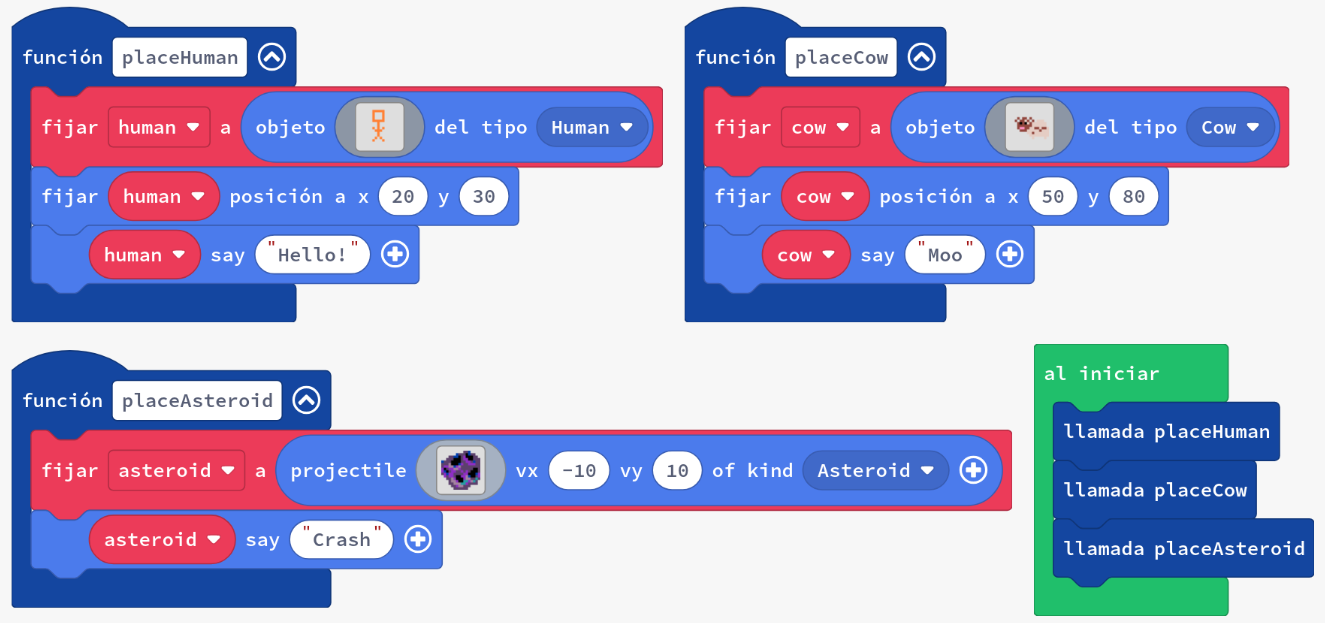 función placeHuman
fijar human a objeto del tipo Human
fijar human posición a x 20 y 30
human say "Hello!"
función placeCow
fijar cow a objeto del tipo Cow
fijar cow posición a x 50 y 80
cow say "Moo"
función placeAsteroid
fijar asteroid a projectile vx -10 vy 10 of kind Asteroid
asteroid say "Crash"
al iniciar
llamada placeHuman
llamada placeCow
llamada placeAsteroid